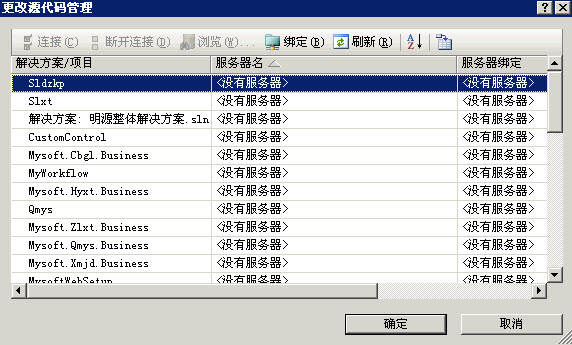 更改源代码管理
连接(C) 断开连接(D) 浏览(W)... 绑定(B) 刷新(R)
解决方案/项目 服务器名 服务器绑定
Sldzkp <没有服务器> <没有服务器>
Slxt <没有服务器> <没有服务器>
解决方案: 明源整体解决方案.sln <没有服务器> <没有服务器>
CustomControl <没有服务器> <没有服务器>
Mysoft.Cbgl.Business <没有服务器> <没有服务器>
MyWorkflow <没有服务器> <没有服务器>
Mysoft.Hyxt.Business <没有服务器> <没有服务器>
Qmys <没有服务器> <没有服务器>
Mysoft.Zlxt.Business <没有服务器> <没有服务器>
Mysoft.Qmys.Business <没有服务器> <没有服务器>
Mysoft.Xmjd.Business <没有服务器> <没有服务器>
MysoftWebSetup <没有服务器> <没有服务器>
确定 取消